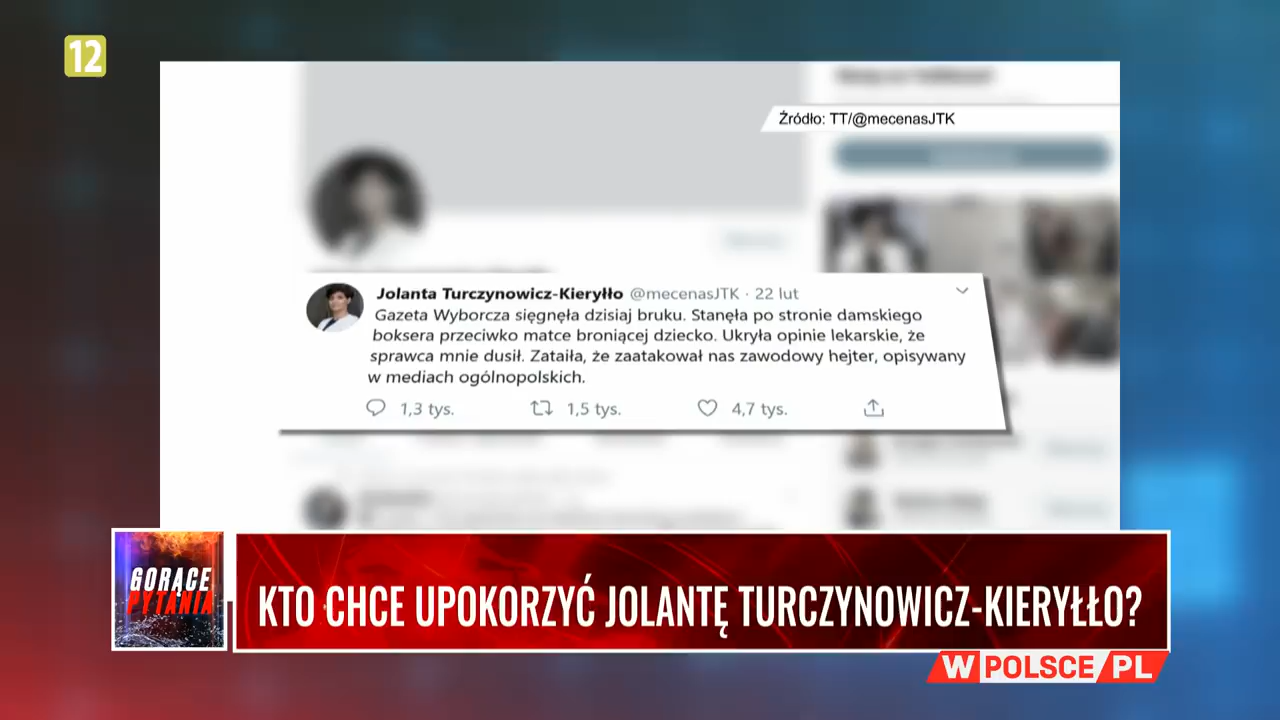 12
Źródło: TT/@mecenasJTK
Jolanta Turczynowicz-Kieryłło @mecenasJTK · 22 lut
Gazeta Wyborcza sięgnęła dzisiaj bruku. Stanęła po stronie damskiego
boksera przeciwko matce broniącej dziecko. Ukryła opinie lekarskie, że
sprawca mnie dusił. Zataiła, że zaatakował nas zawodowy hejter, opisywany
w mediach ogólnopolskich.
1,3 tys. 1,5 tys. 4,7 tys.
GORĄCE
PYTANIA
KTO CHCE UPOKORZYĆ JOLANTĘ TURCZYNOWICZ-KIERYŁŁO?
WPOLSCE PL